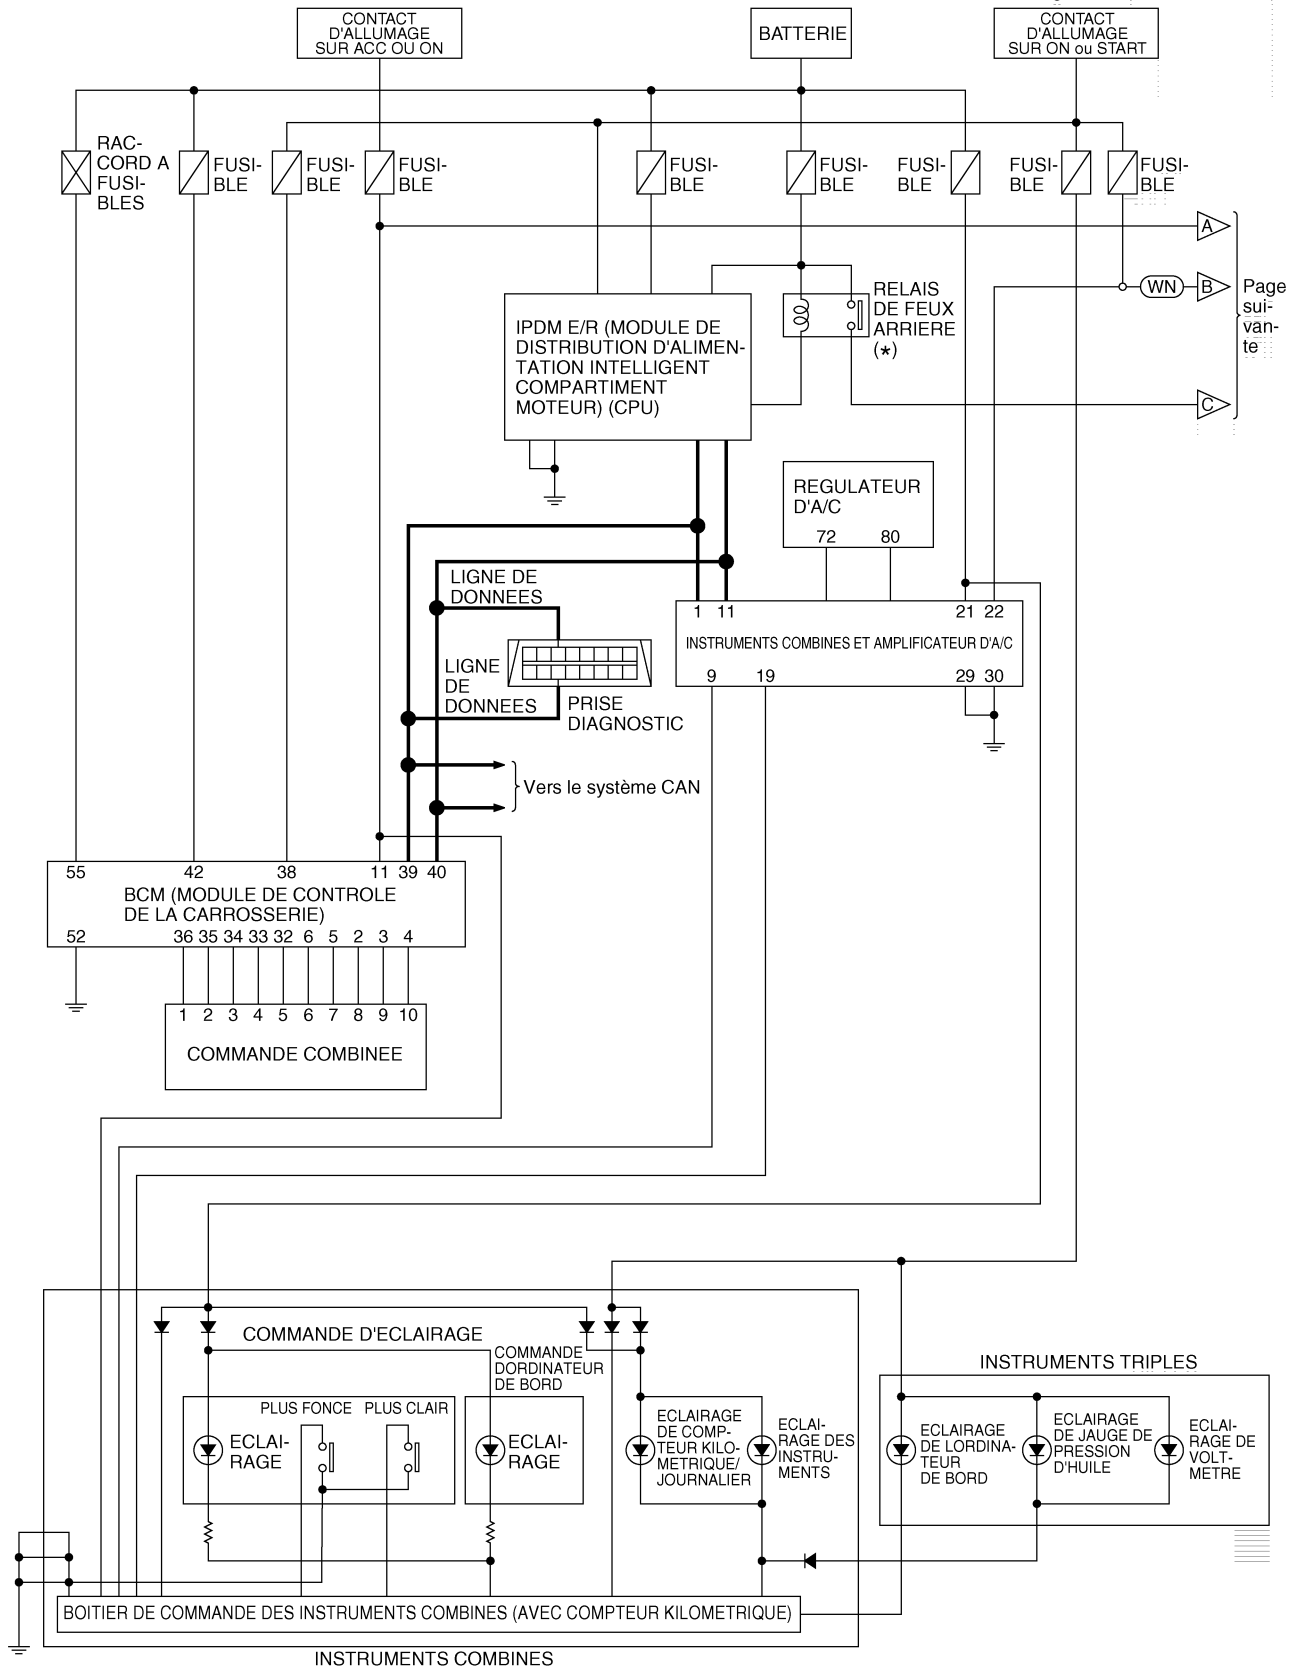 CONTACT
D'ALLUMAGE
SUR ACC OU ON
BATTERIE
CONTACT
D'ALLUMAGE
SUR ON ou START
RAC-
CORD A
FUSI-
BLES
FUSI-
BLE
FUSI-
BLE
FUSI-
BLE
FUSI-
BLE
FUSI-
BLE
FUSI-
BLE
FUSI-
BLE
FUSI-
BLE
A
WN
B
C
Page
sui-
van-
te
RELAIS
DE FEUX
ARRIERE
(*)
IPDM E/R (MODULE DE
DISTRIBUTION D'ALIMEN-
TATION INTELLIGENT
COMPARTIMENT
MOTEUR) (CPU)
REGULATEUR
D'A/C
72 80
LIGNE DE
DONNEES
1 11 21 22
INSTRUMENTS COMBINES ET AMPLIFICATEUR D'A/C
9 19 29 30
LIGNE
DE
DONNEES
PRISE
DIAGNOSTIC
Vers le système CAN
55 42 38 11 39 40
BCM (MODULE DE CONTROLE
DE LA CARROSSERIE)
52 36 35 34 33 32 6 5 2 3 4
1 2 3 4 5 6 7 8 9 10
COMMANDE COMBINEE
COMMANDE D'ECLAIRAGE
COMMANDE
DORDINATEUR
DE BORD
PLUS FONCE PLUS CLAIR
ECLAI-
RAGE
ECLAI-
RAGE
ECLAIRAGE
DE COMP-
TEUR KILO-
METRIQUE/
JOURNALIER
ECLAI-
RAGE DES
INSTRU-
MENTS
INSTRUMENTS TRIPLES
ECLAIRAGE
DE LORDINA-
TEUR
DE BORD
ECLAIRAGE
DE JAUGE DE
PRESSION
D'HUILE
ECLAI-
RAGE DE
VOLT-
METRE
BOITIER DE COMMANDE DES INSTRUMENTS COMBINES (AVEC COMPTEUR KILOMETRIQUE)
INSTRUMENTS COMBINES